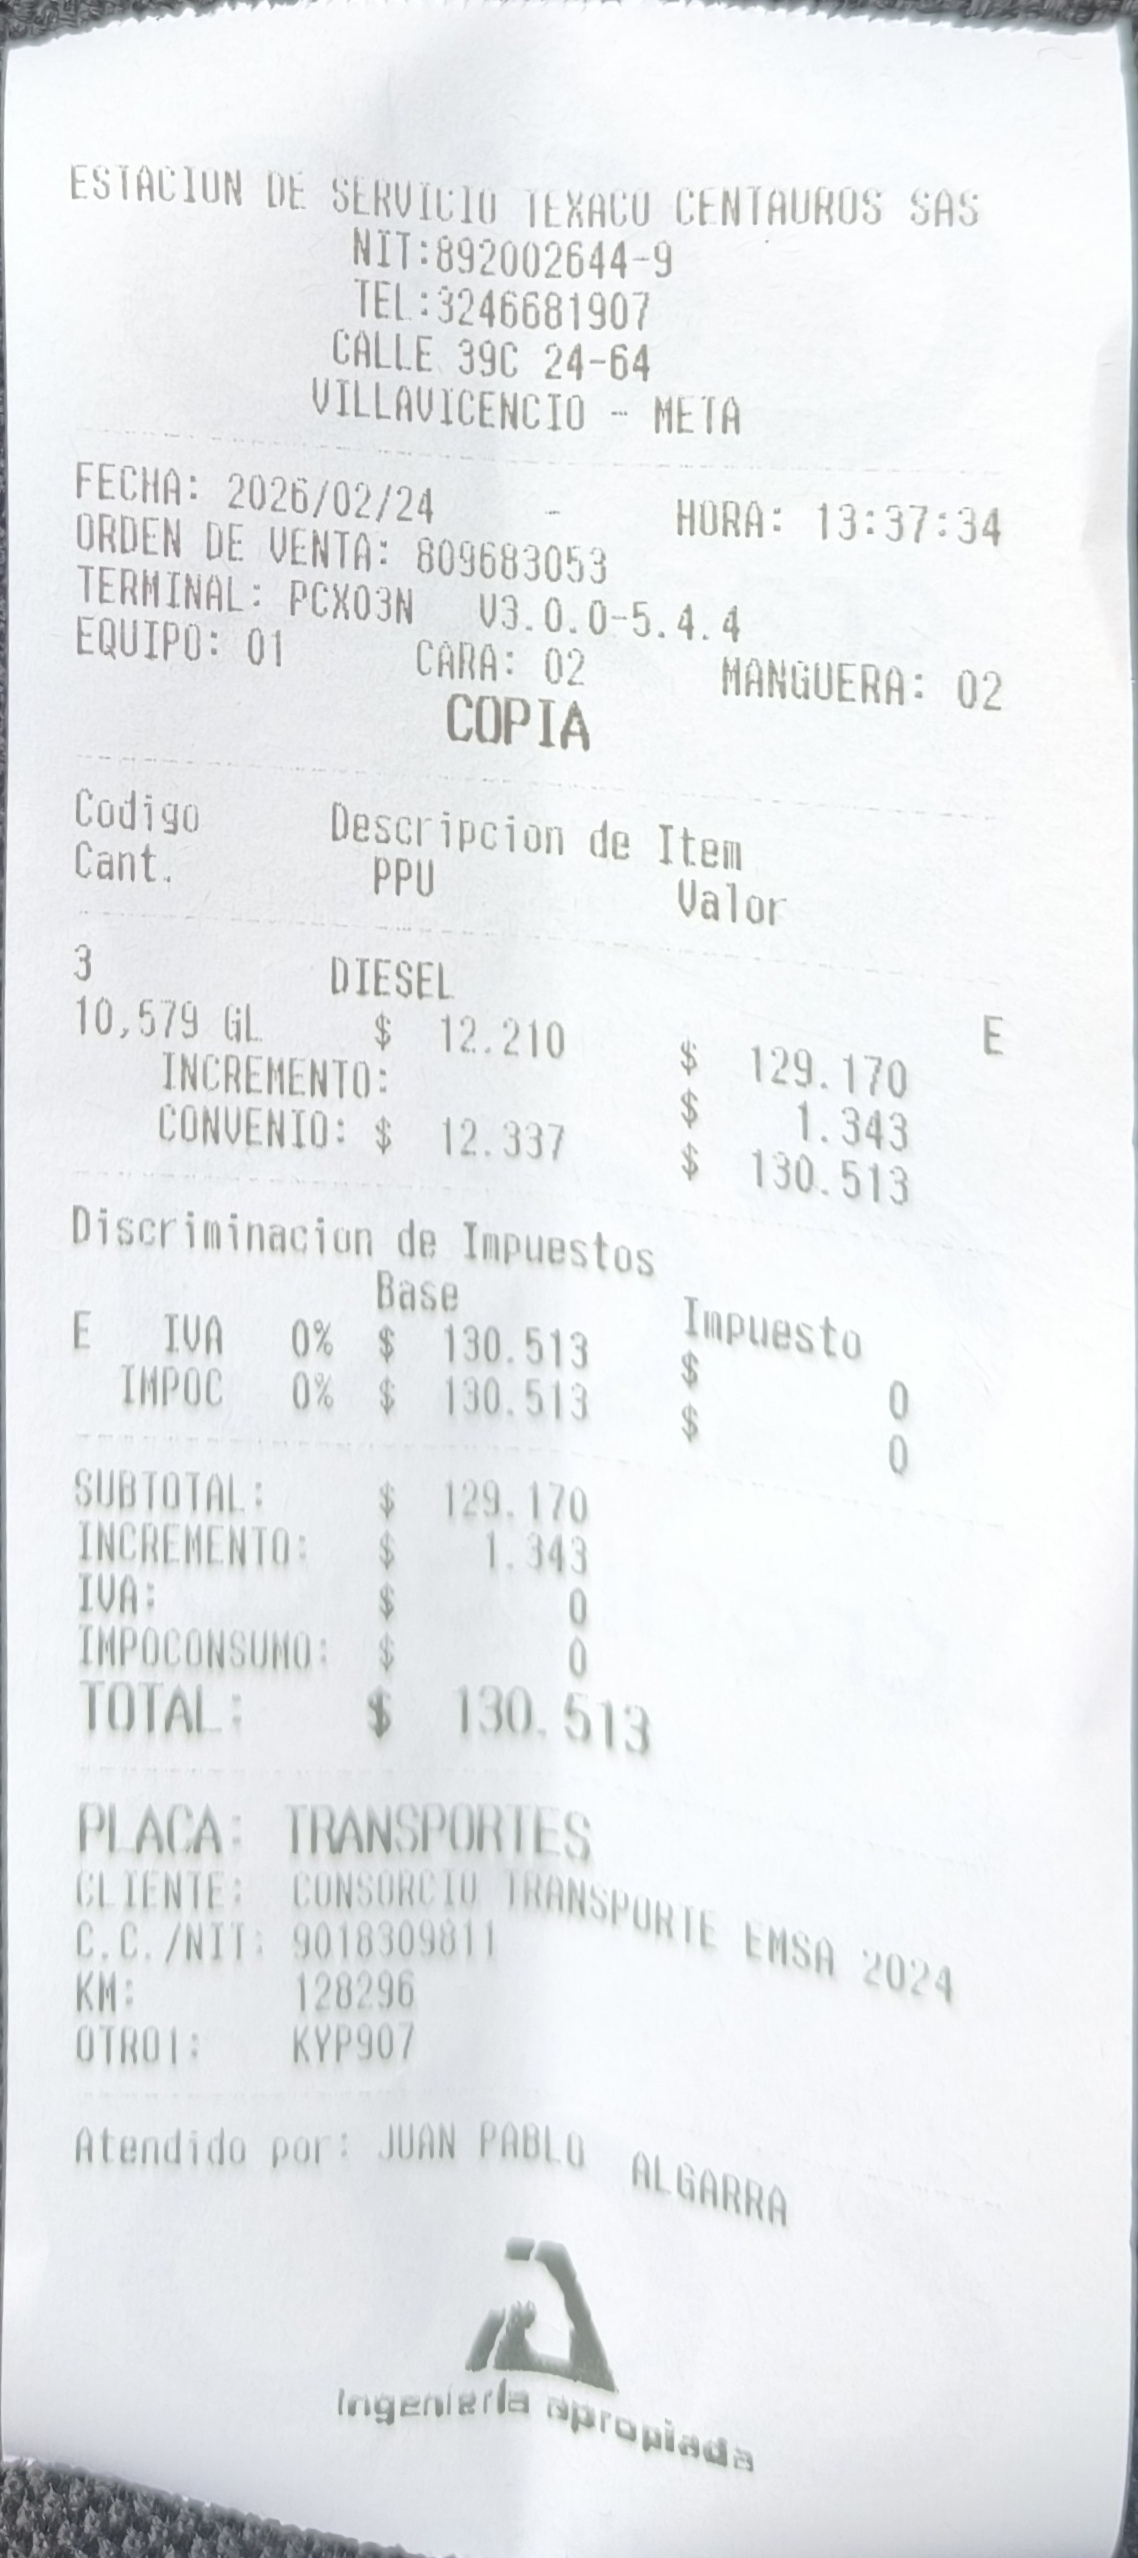 ESTACION DE SERVICIO TEXACO CENTAUROS SAS
NIT:892002644-9
TEL:3246681907
CALLE 39C 24-64
VILLAVICENCIO - META
FECHA: 2026/02/24 - HORA: 13:37:34
ORDEN DE VENTA: 809683053
TERMINAL: PCX03N V3.0.0-5.4.4
EQUIPO: 01 CARA: 02 MANGUERA: 02
COPIA
Codigo Descripcion de Item
Cant. PPU Valor
3 DIESEL E
10,579 GL $ 12.210 $ 129.170
INCREMENTO: $ 1.343
CONVENIO: $ 12.337 $ 130.513
Discriminacion de Impuestos
Base Impuesto
E IVA 0% $ 130.513 $ 0
IMPOC 0% $ 130.513 $ 0
SUBTOTAL: $ 129.170
INCREMENTO: $ 1.343
IVA: $ 0
IMPOCONSUMO: $ 0
TOTAL: $ 130.513
PLACA: TRANSPORTES
CLIENTE: CONSORCIO TRANSPORTE EMSA 2024
C.C./NIT: 9018309811
KM: 128296
OTRO1: KYP907
Atendido por: JUAN PABLO ALGARRA
Ingeniería apropiada